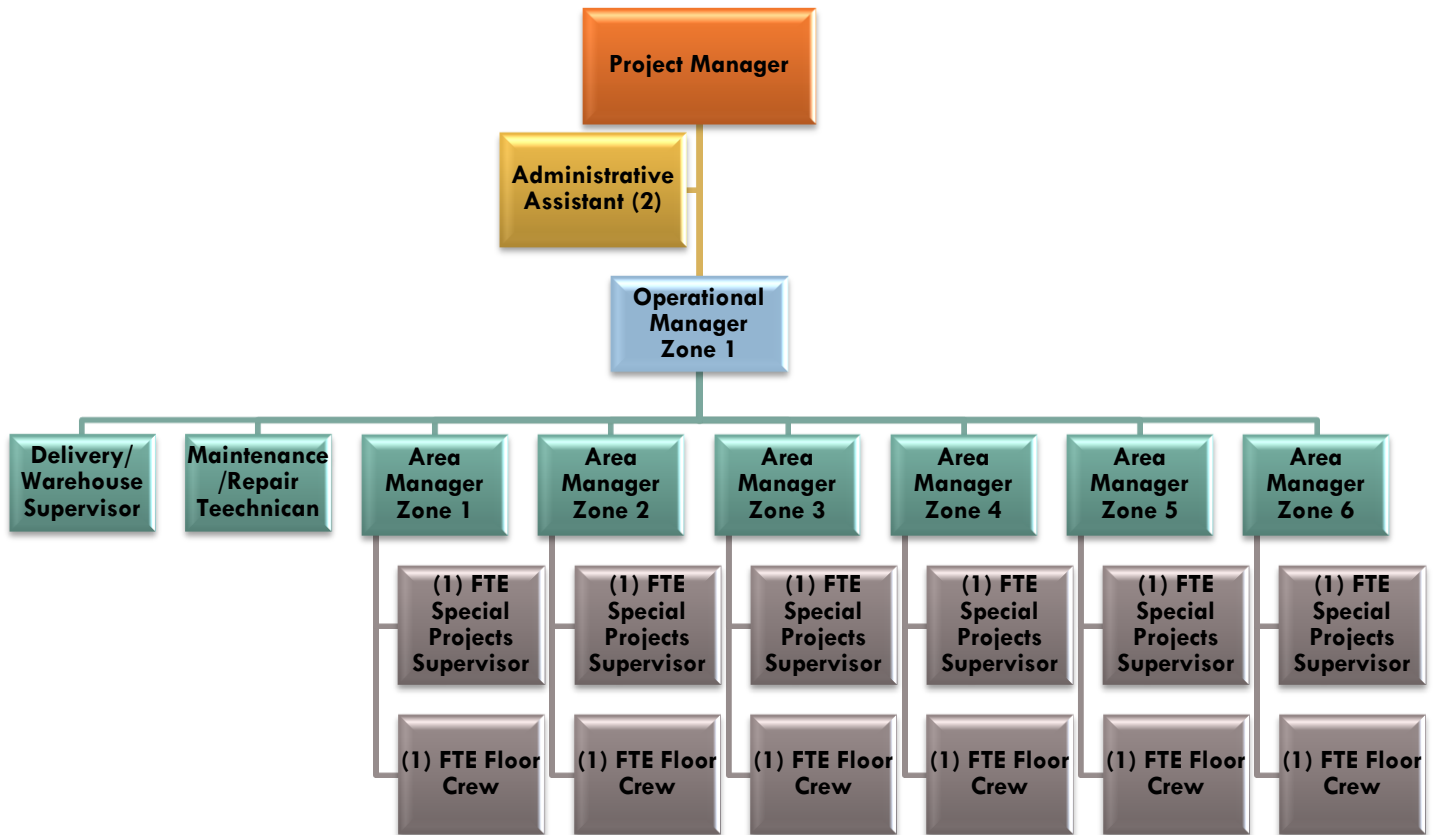 Project Manager
Administrative
Assistant (2)
Operational
Manager
Zone 1
Delivery/
Warehouse
Supervisor
Maintenance
/Repair
Teechnican
Area
Manager
Zone 1
Area
Manager
Zone 2
Area
Manager
Zone 3
Area
Manager
Zone 4
Area
Manager
Zone 5
Area
Manager
Zone 6
(1) FTE
Special
Projects
Supervisor
(1) FTE
Special
Projects
Supervisor
(1) FTE
Special
Projects
Supervisor
(1) FTE
Special
Projects
Supervisor
(1) FTE
Special
Projects
Supervisor
(1) FTE
Special
Projects
Supervisor
(1) FTE Floor
Crew
(1) FTE Floor
Crew
(1) FTE Floor
Crew
(1) FTE Floor
Crew
(1) FTE Floor
Crew
(1) FTE Floor
Crew